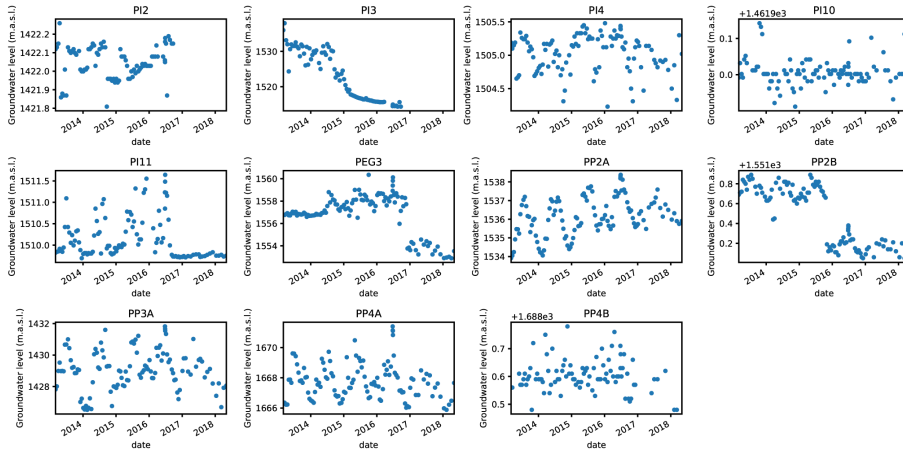 PI2 PI3 PI4 PI10
+1.4619e3
Groundwater level (m.a.s.l.) Groundwater level (m.a.s.l.) Groundwater level (m.a.s.l.) Groundwater level (m.a.s.l.)
1422.2 1530 1505.5 0.1
1422.1 1505.0
1422.0 1520 0.0
1421.9 1504.5
1421.8
2014 2015 2016 2017 2018 2014 2015 2016 2017 2018 2014 2015 2016 2017 2018 2014 2015 2016 2017 2018
date date date date
PI11 PEG3 PP2A PP2B
+1.551e3
Groundwater level (m.a.s.l.) Groundwater level (m.a.s.l.) Groundwater level (m.a.s.l.) Groundwater level (m.a.s.l.)
1511.5 1560 1538 0.8
1511.0 1558 1537 0.6
1510.5 1556 1536 0.4
1510.0 1554 1535 0.2
1534
2014 2015 2016 2017 2018 2014 2015 2016 2017 2018 2014 2015 2016 2017 2018 2014 2015 2016 2017 2018
date date date date
PP3A PP4A PP4B
+1.688e3
Groundwater level (m.a.s.l.) Groundwater level (m.a.s.l.) Groundwater level (m.a.s.l.)
1432 1670 0.7
1430 1668 0.6
1428 1666 0.5
2014 2015 2016 2017 2018 2014 2015 2016 2017 2018 2014 2015 2016 2017 2018
date date date